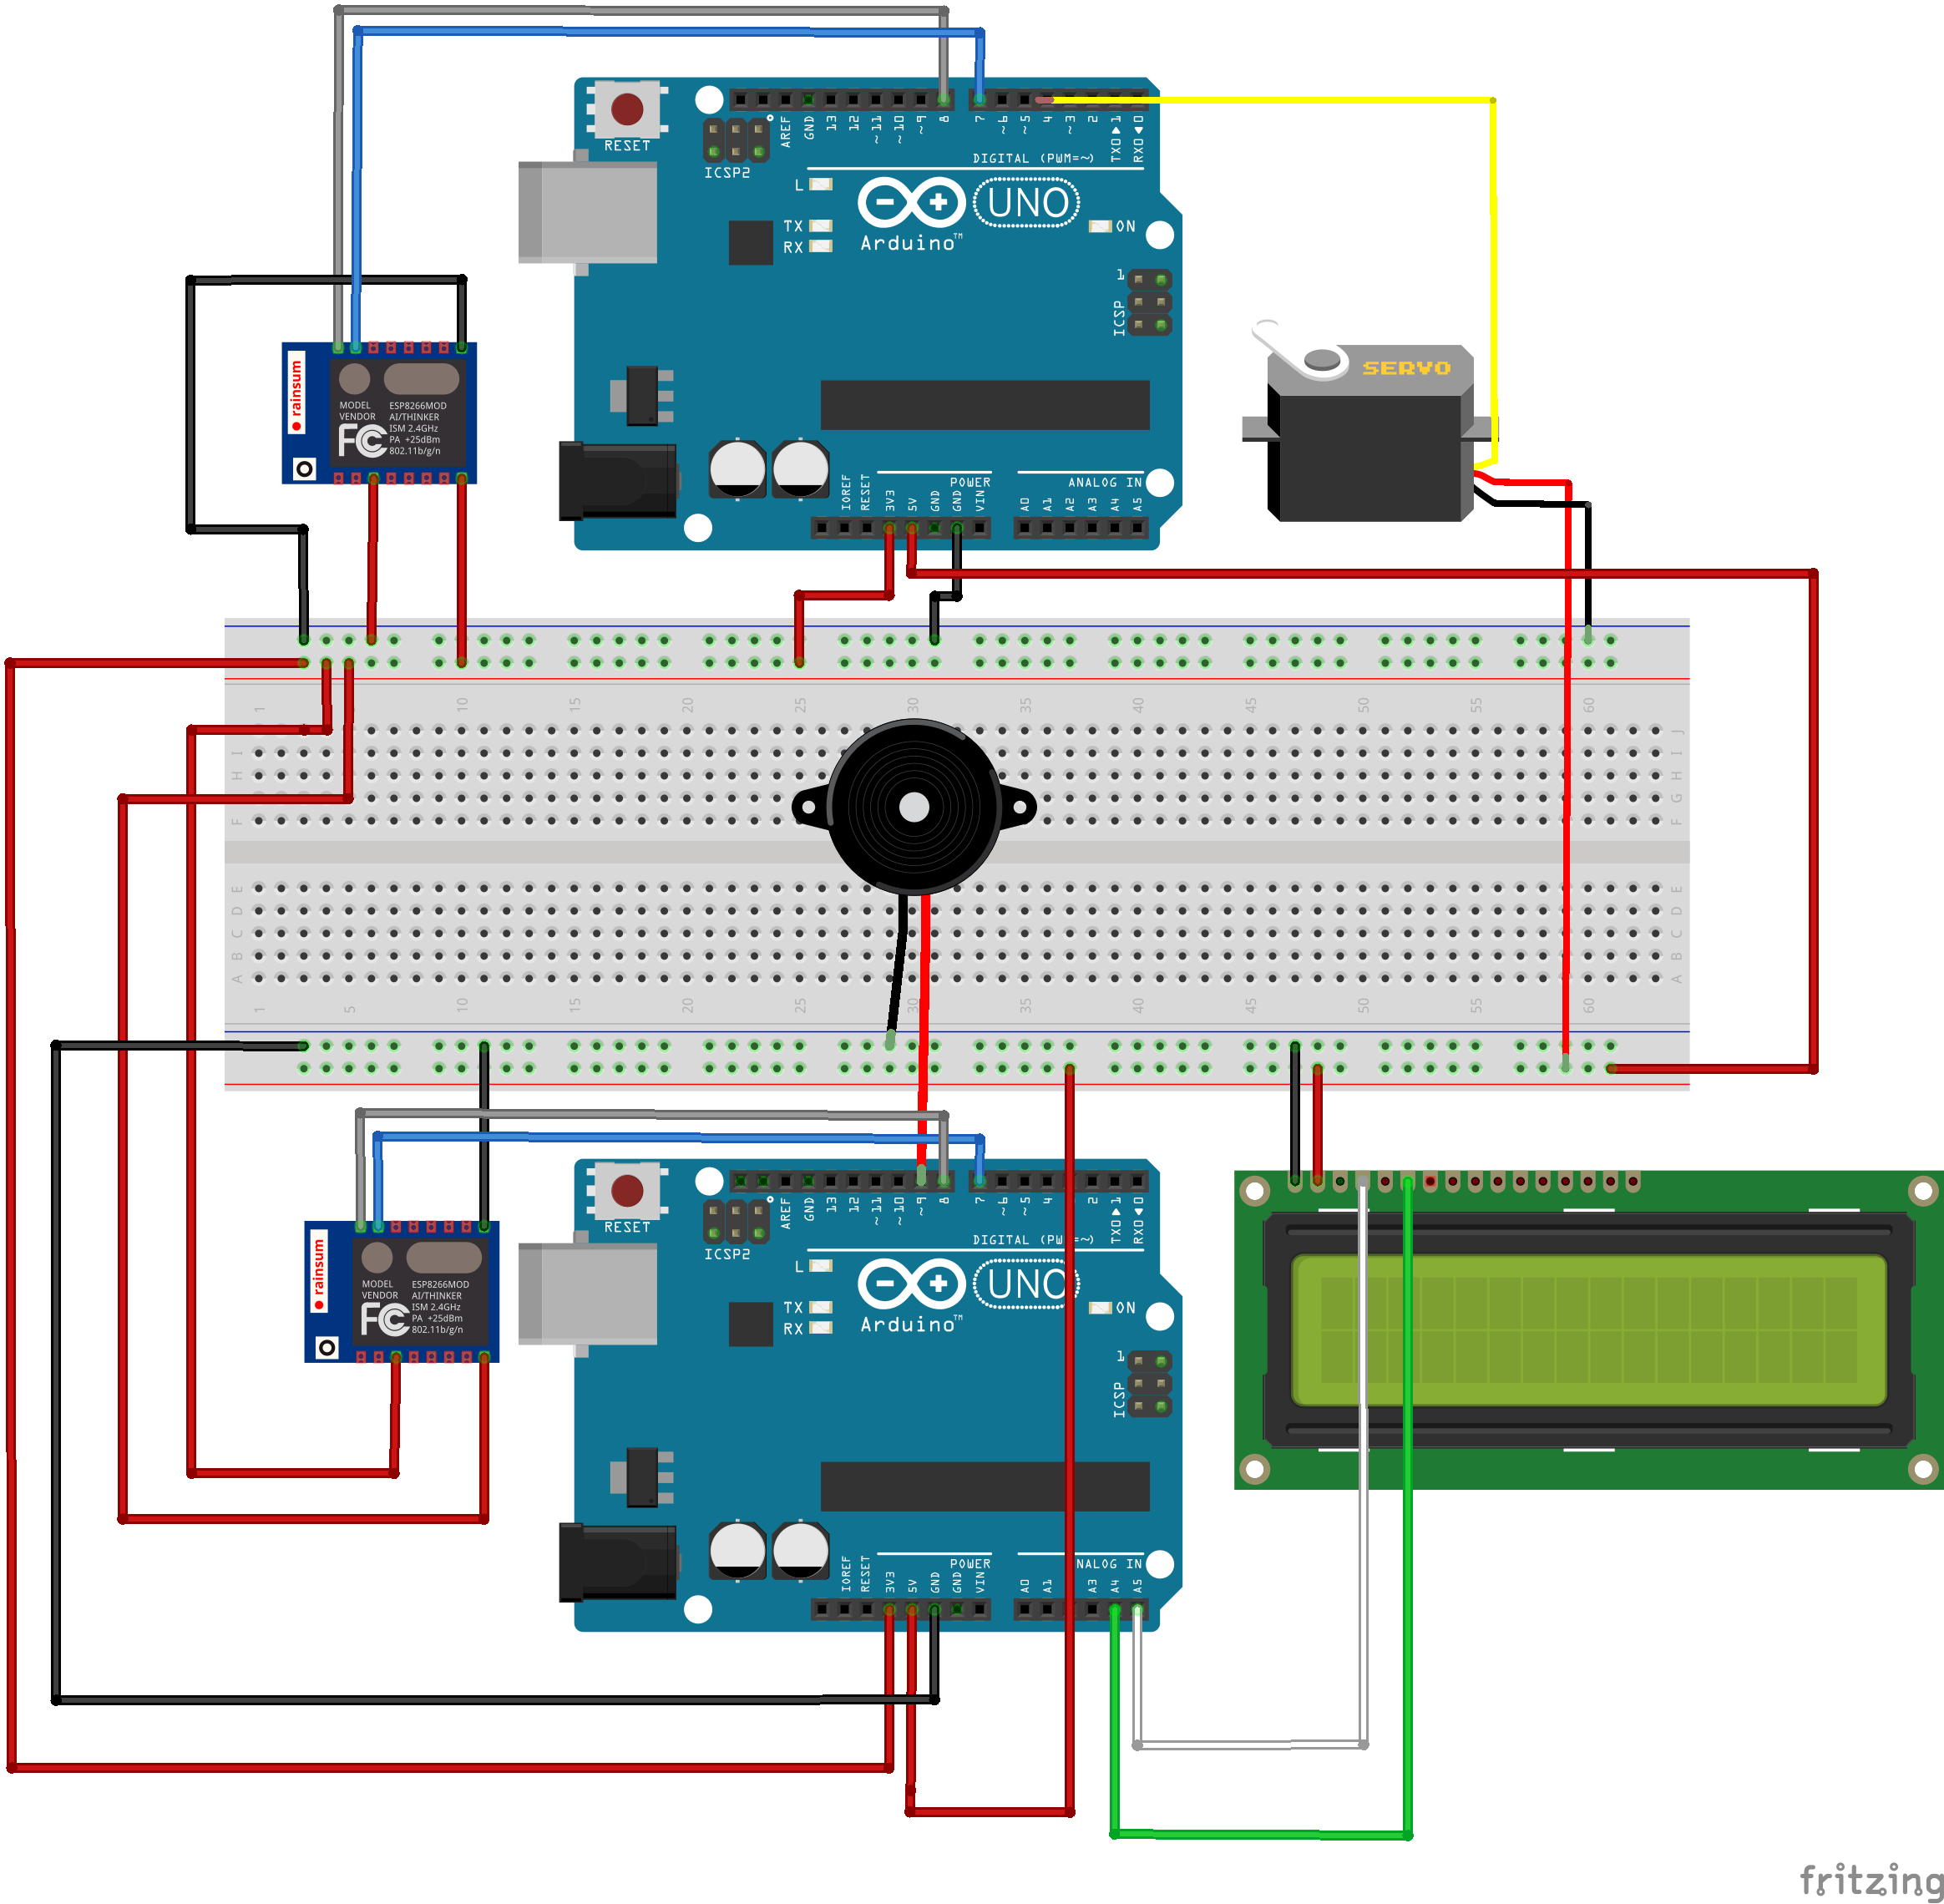 RESET
ICSP2
AREF
GND
13
12
~11
~10
~9
8
7
~6
~5
4
~3
2
TX0▶1
RX0◀0
DIGITAL (PWM=~)
L
TX
RX
Arduino™
UNO
ON
1
ICSP
rainsum
MODEL
VENDOR
ESP8266MOD
AI/THINKER
ISM 2.4GHz
PA +25dBm
802.11b/g/n
FC
SERVO
IOREF
RESET
3V3
5V
GND
GND
VIN
POWER
ANALOG IN
A0
A1
A2
A3
A4
A5
1
10
15
20
25
30
35
40
45
50
55
60
J
I
H
G
F
I
H
F
E
D
C
B
A
E
D
C
B
A
1
5
10
15
20
25
30
35
40
45
50
55
60
RESET
ICSP2
AREF
GND
13
12
~11
~10
~9
8
7
~6
~5
4
2
TX0▶1
RX0◀0
DIGITAL (PW=~)
L
TX
RX
Arduino™
UNO
ON
1
ICSP
rainsum
MODEL
VENDOR
ESP8266MOD
AI/THINKER
ISM 2.4GHz
PA +25dBm
802.11b/g/n
FC
IOREF
RESET
3V3
5V
GND
GND
VIN
POWER
NALOG IN
A0
A1
A3
A4
A5
fritzing